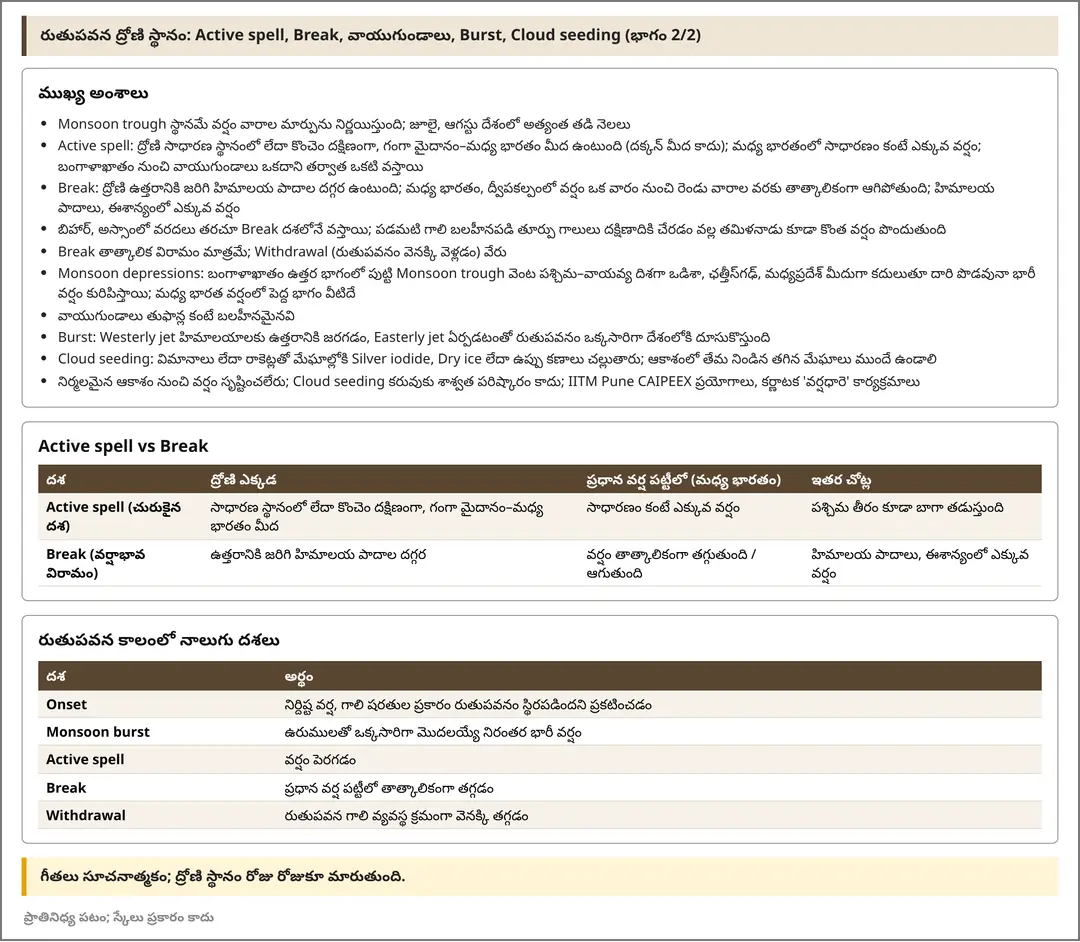 రుతుపవన ద్రోణి స్థానం: Active spell, Break, వాయుగుండాలు, Burst, Cloud seeding (భాగం 2/2)
ముఖ్య అంశాలు
• Monsoon trough స్థానమే వర్షం వారాల మార్పును నిర్ణయిస్తుంది; జూలై, ఆగస్టు దేశంలో అత్యంత తడి నెలలు
• Active spell: ద్రోణి సాధారణ స్థానంలో లేదా కొంచెం దక్షిణంగా, గంగా మైదానం–మధ్య భారతం మీద ఉంటుంది (దక్కన్ మీద కాదు); మధ్య భారతంలో సాధారణం కంటే ఎక్కువ వర్షం;
బంగాళాఖాతం నుంచి వాయుగుండాలు ఒకదాని తర్వాత ఒకటి వస్తాయి
• Break: ద్రోణి ఉత్తరానికి జరిగి హిమాలయ పాదాల దగ్గర ఉంటుంది; మధ్య భారతం, ద్వీపకల్పంలో వర్షం ఒక వారం నుంచి రెండు వారాల వరకు తాత్కాలికంగా ఆగిపోతుంది; హిమాలయ
పాదాలు, ఈశాన్యంలో ఎక్కువ వర్షం
• బిహార్, అస్సాంలో వరదలు తరచూ Break దశలోనే వస్తాయి; పడమటి గాలి బలహీనపడి తూర్పు గాలులు దక్షిణాదికి చేరడం వల్ల తమిళనాడు కూడా కొంత వర్షం పొందుతుంది
• Break తాత్కాలిక విరామం మాత్రమే; Withdrawal (రుతుపవనం వెనక్కి వెళ్లడం) వేరు
• Monsoon depressions: బంగాళాఖాతం ఉత్తర భాగంలో పుట్టి Monsoon trough వెంట పశ్చిమ–వాయవ్య దిశగా ఒడిశా, ఛత్తీస్‌గఢ్, మధ్యప్రదేశ్ మీదుగా కదులుతూ దారి పొడవునా భారీ
వర్షం కురిపిస్తాయి; మధ్య భారత వర్షంలో పెద్ద భాగం వీటిదే
• వాయుగుండాలు తుఫాన్ల కంటే బలహీనమైనవి
• Burst: Westerly jet హిమాలయాలకు ఉత్తరానికి జరగడం, Easterly jet ఏర్పడటంతో రుతుపవనం ఒక్కసారిగా దేశంలోకి దూసుకొస్తుంది
• Cloud seeding: విమానాలు లేదా రాకెట్లతో మేఘాల్లోకి Silver iodide, Dry ice లేదా ఉప్పు కణాలు చల్లుతారు; ఆకాశంలో తేమ నిండిన తగిన మేఘాలు ముందే ఉండాలి
• నిర్మలమైన ఆకాశం నుంచి వర్షం సృష్టించలేరు; Cloud seeding కరువుకు శాశ్వత పరిష్కారం కాదు; IITM Pune CAIPEEX ప్రయోగాలు, కర్ణాటక 'వర్షధారె' కార్యక్రమాలు
Active spell vs Break
దశ ద్రోణి ఎక్కడ ప్రధాన వర్ష పట్టీలో (మధ్య భారతం) ఇతర చోట్ల
Active spell (చురుకైన సాధారణ స్థానంలో లేదా కొంచెం దక్షిణంగా, గంగా మైదానం–మధ్య సాధారణం కంటే ఎక్కువ వర్షం పశ్చిమ తీరం కూడా బాగా తడుస్తుంది
దశ) భారతం మీద
Break (వర్షాభావ ఉత్తరానికి జరిగి హిమాలయ పాదాల దగ్గర వర్షం తాత్కాలికంగా తగ్గుతుంది / హిమాలయ పాదాలు, ఈశాన్యంలో ఎక్కువ
విరామం) ఆగుతుంది వర్షం
రుతుపవన కాలంలో నాలుగు దశలు
దశ అర్థం
Onset నిర్దిష్ట వర్ష, గాలి షరతుల ప్రకారం రుతుపవనం స్థిరపడిందని ప్రకటించడం
Monsoon burst ఉరుములతో ఒక్కసారిగా మొదలయ్యే నిరంతర భారీ వర్షం
Active spell వర్షం పెరగడం
Break ప్రధాన వర్ష పట్టీలో తాత్కాలికంగా తగ్గడం
Withdrawal రుతుపవన గాలి వ్యవస్థ క్రమంగా వెనక్కి తగ్గడం
గీతలు సూచనాత్మకం; ద్రోణి స్థానం రోజు రోజుకూ మారుతుంది.
ప్రాతినిధ్య పటం; స్కేలు ప్రకారం కాదు